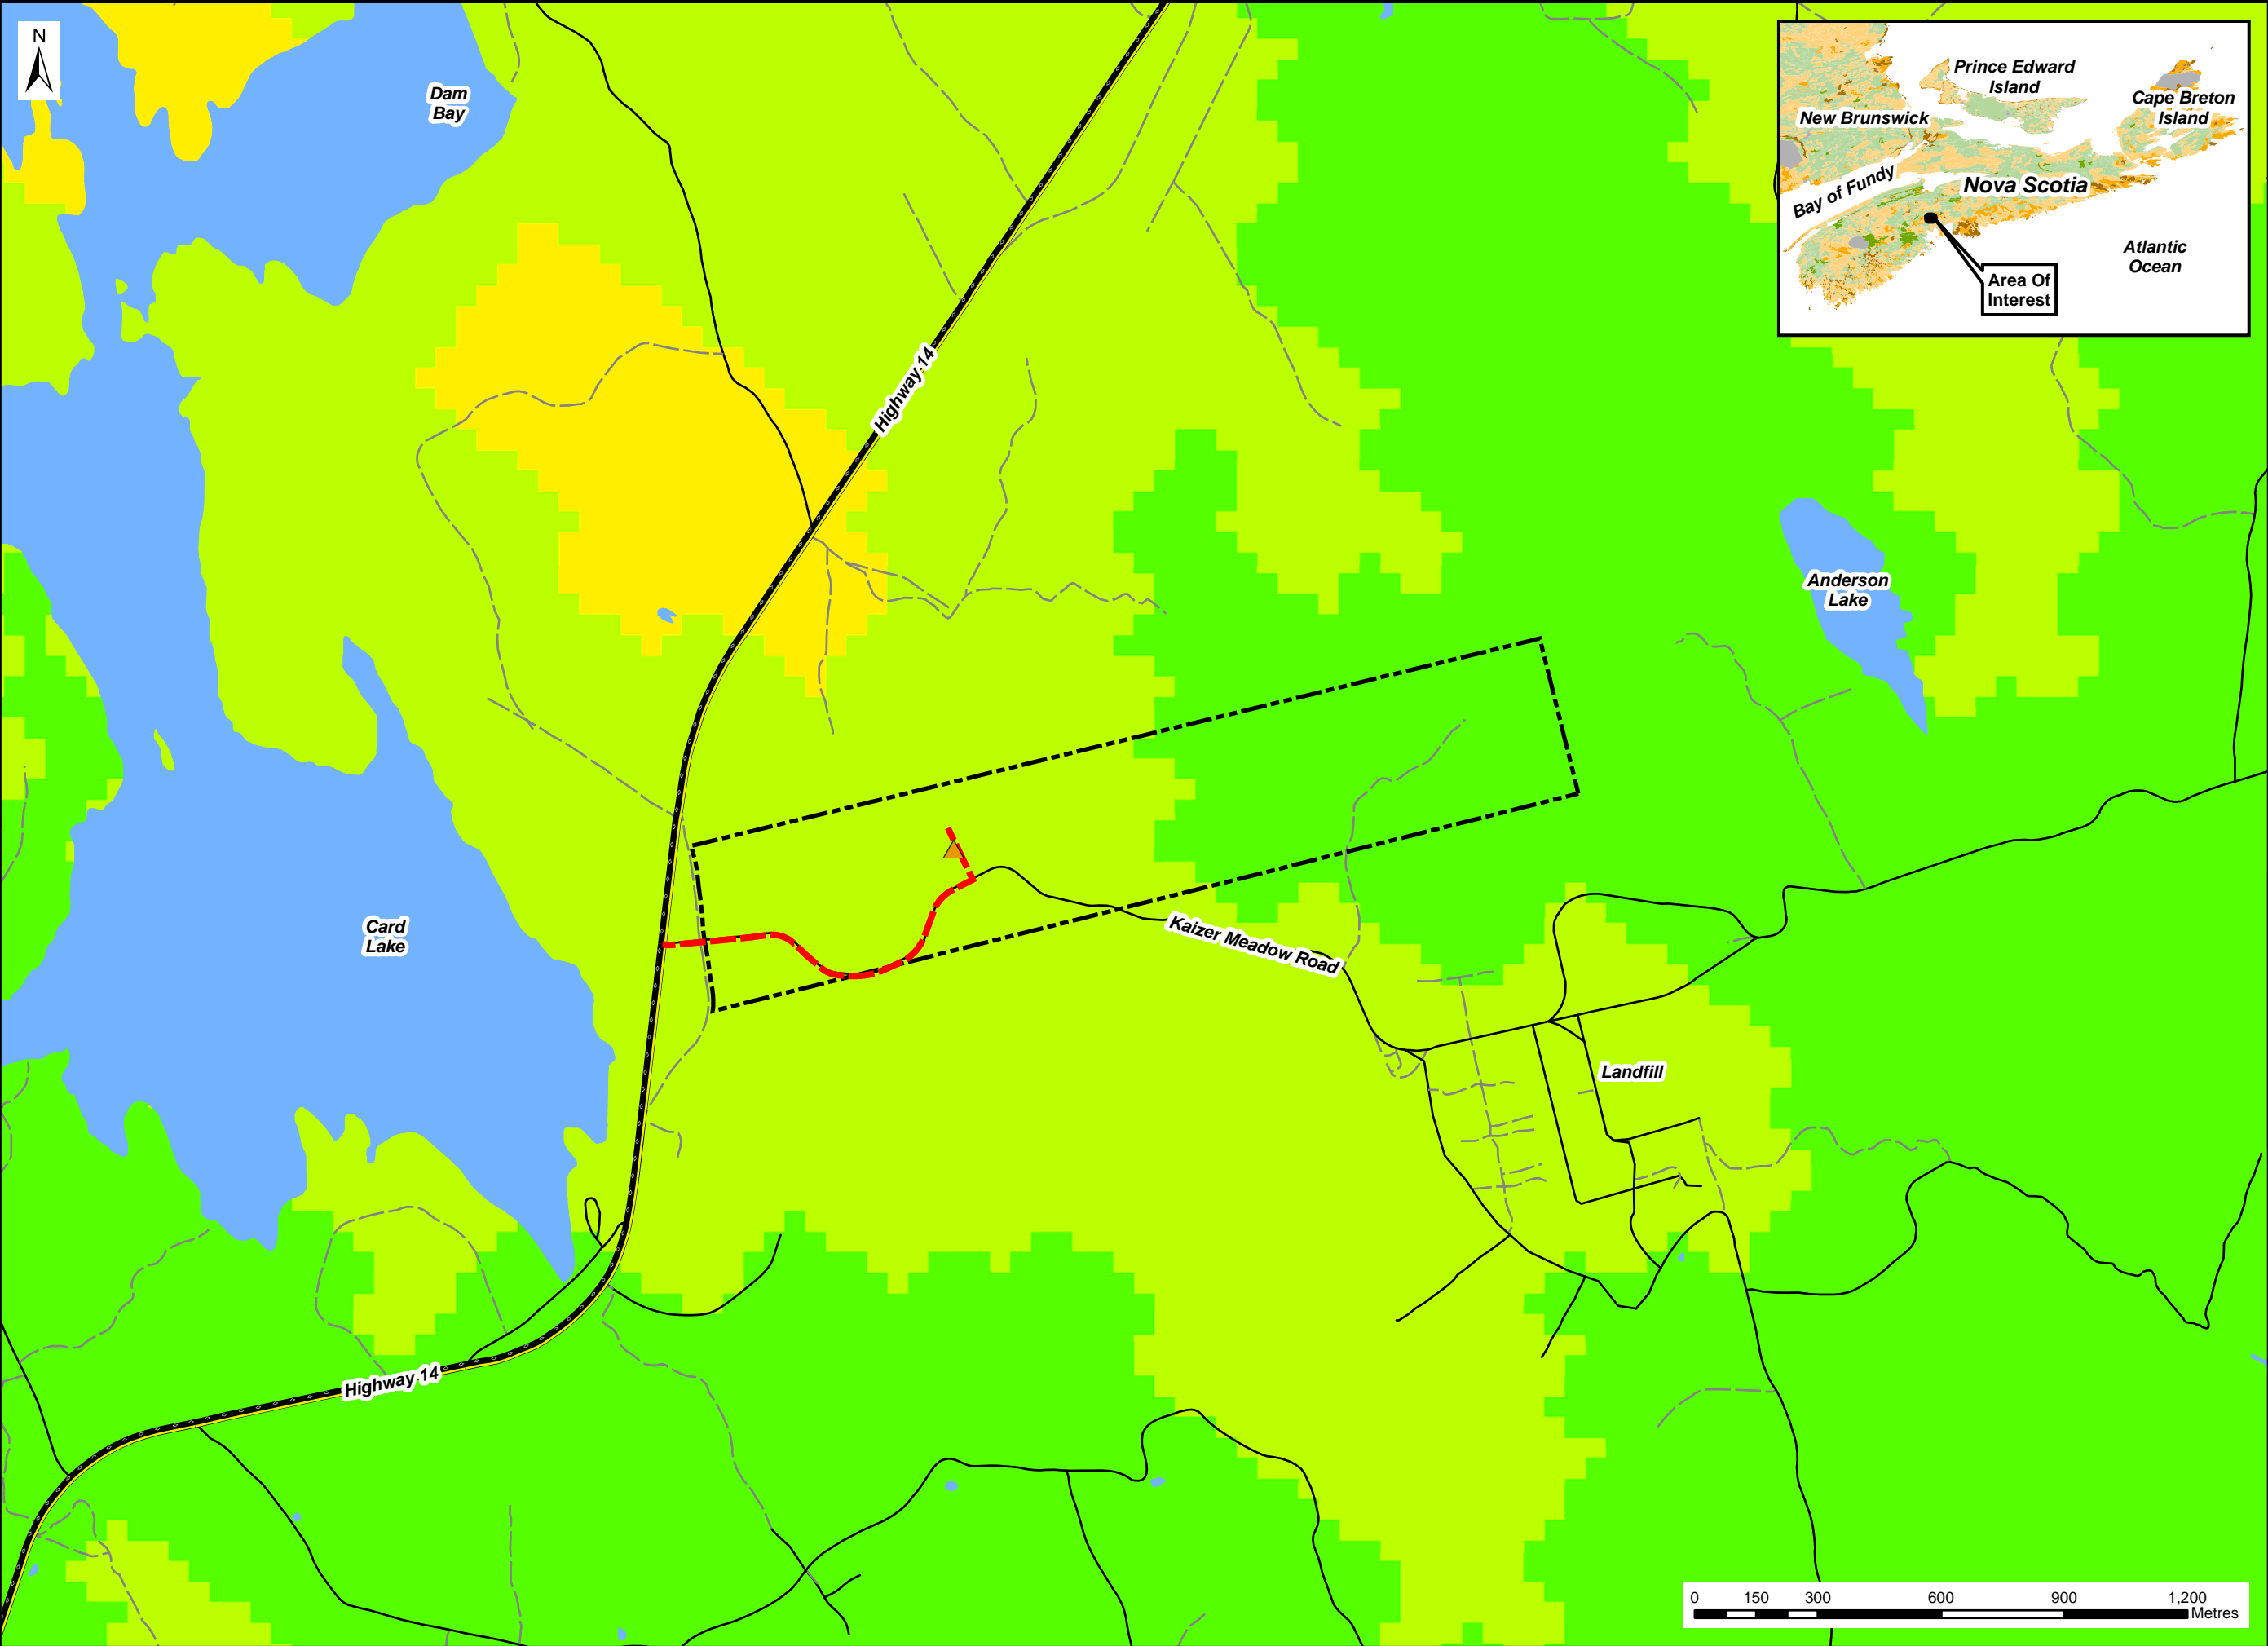 N
Dam
Bay
Prince Edward
Island
Cape Breton
Island
New Brunswick
Bay of Fundy
Nova Scotia
Atlantic
Ocean
Area Of
Interest
Highway 14
Anderson
Lake
Card
Lake
Kaizer Meadow Road
Landfill
Highway 14
0 150 300 600 900 1,200
Metres